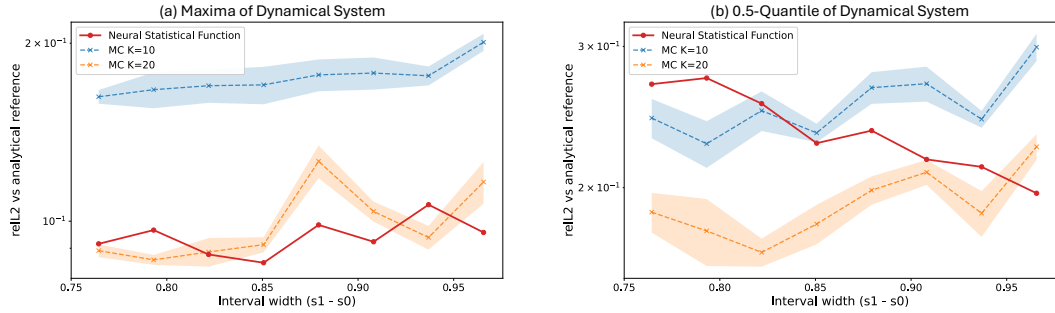 (a) Maxima of Dynamical System
Neural Statistical Function
MC K=10
MC K=20
2 × 10⁻¹
10⁻¹
relL2 vs analytical reference
0.75
0.80
0.85
0.90
0.95
Interval width (s1 - s0)
(b) 0.5-Quantile of Dynamical System
Neural Statistical Function
MC K=10
MC K=20
3 × 10⁻¹
2 × 10⁻¹
relL2 vs analytical reference
0.75
0.80
0.85
0.90
0.95
Interval width (s1 - s0)